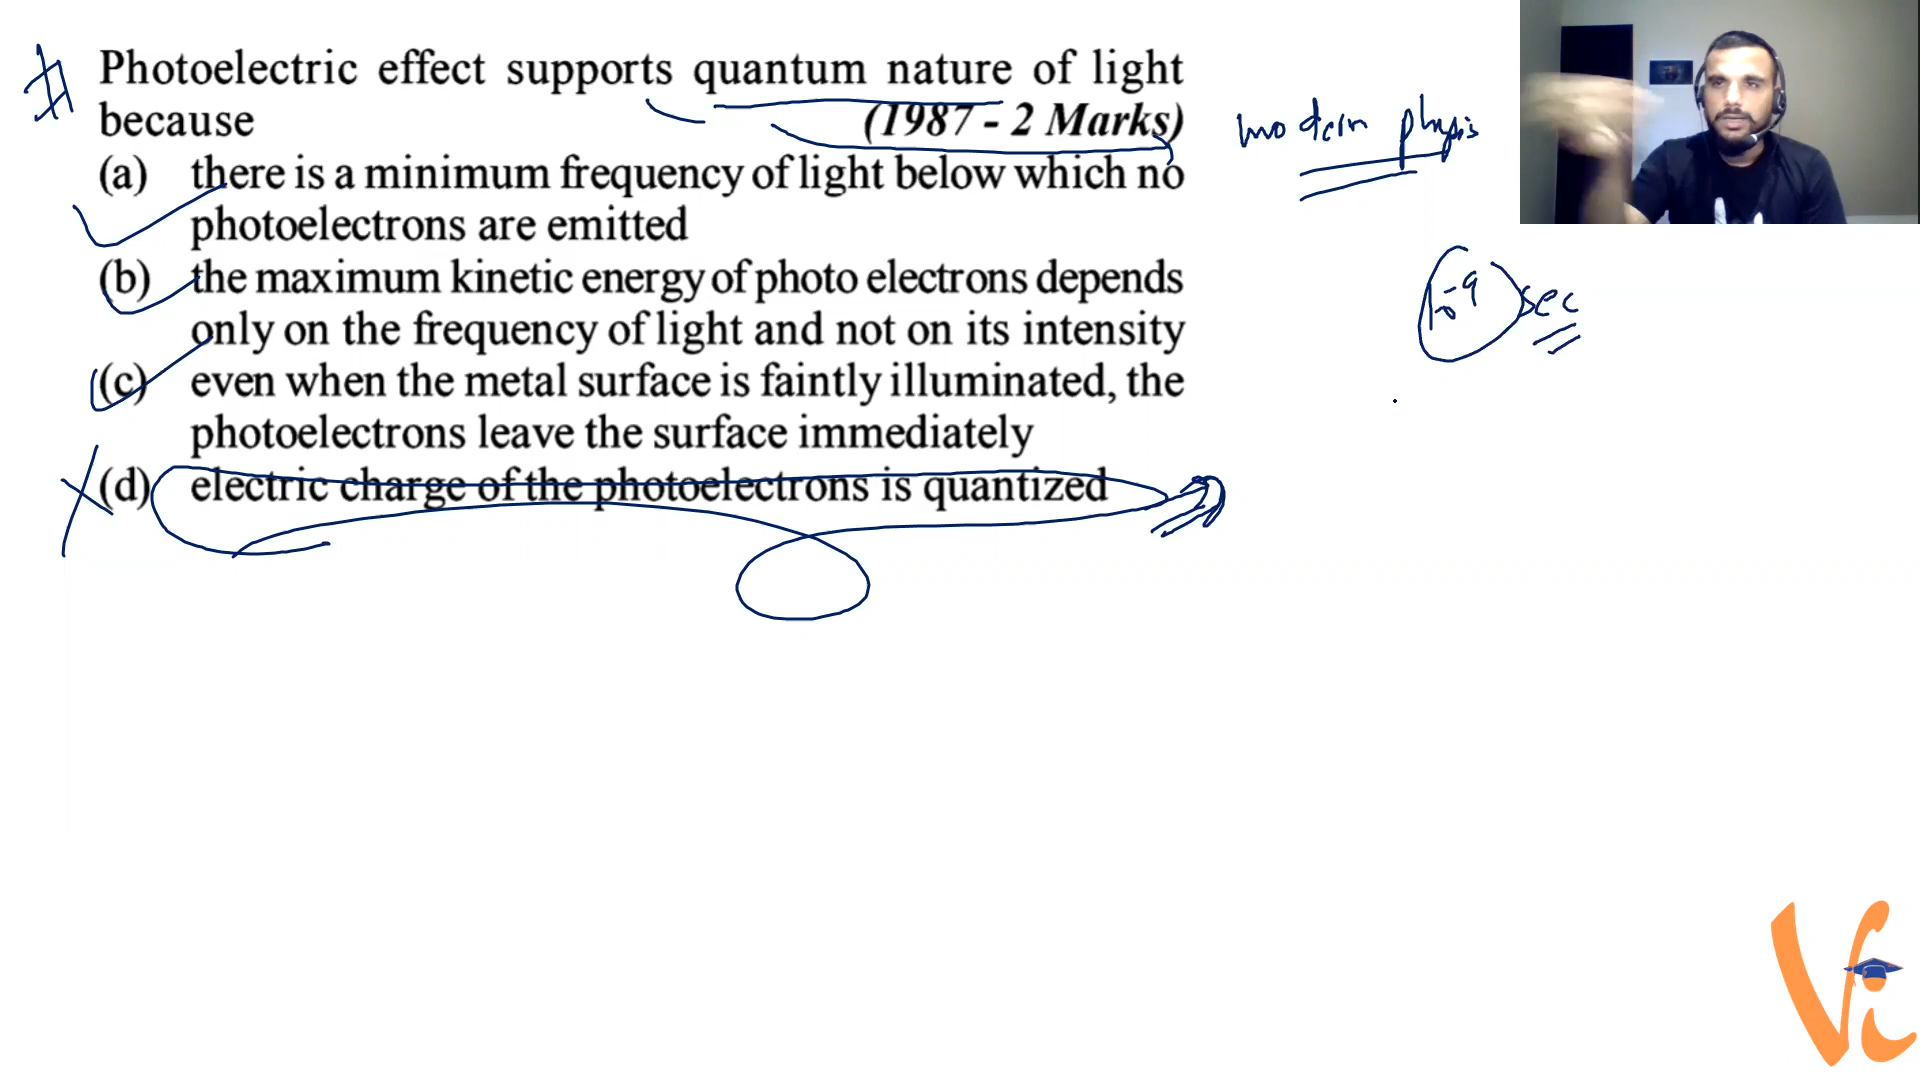 Photoelectric effect supports quantum nature of light
because (1987 - 2 Marks)
(a) there is a minimum frequency of light below which no
photoelectrons are emitted
(b) the maximum kinetic energy of photo electrons depends
only on the frequency of light and not on its intensity
(c) even when the metal surface is faintly illuminated, the
photoelectrons leave the surface immediately
(d) electric charge of the photoelectrons is quantized
modern physis
10⁻⁹ sec
Vi